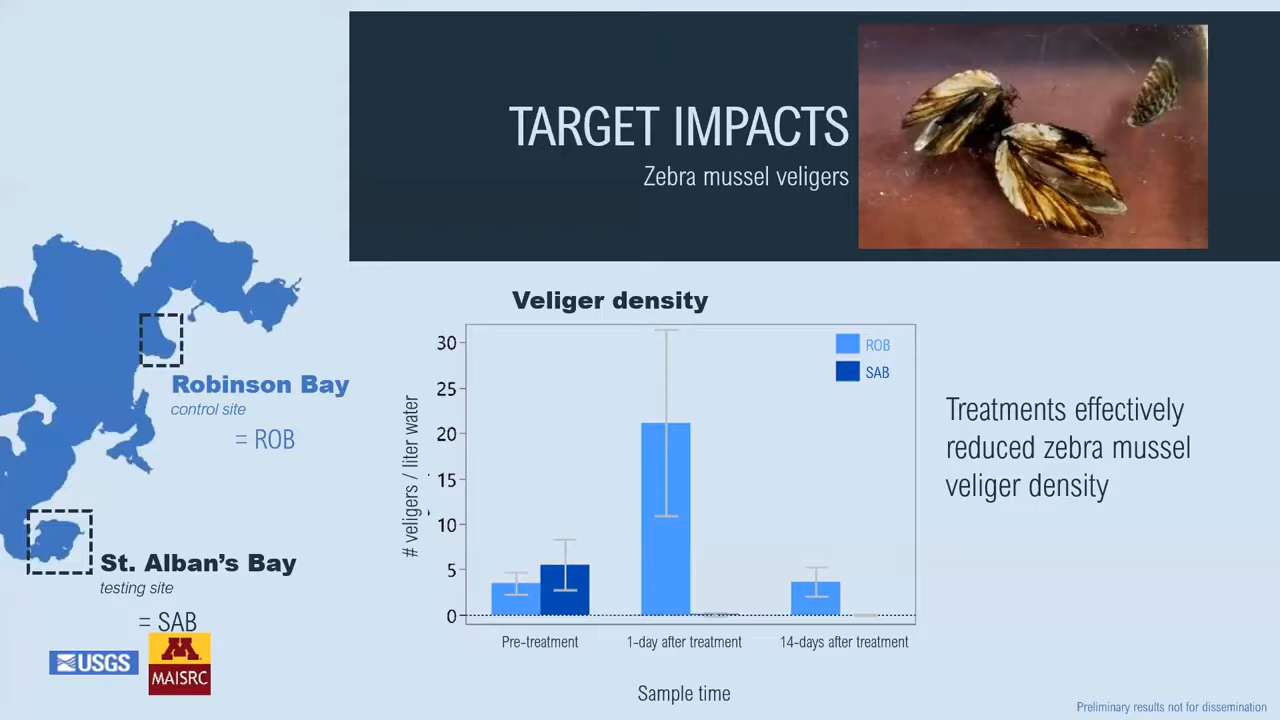 TARGET IMPACTS
Zebra mussel veligers
Robinson Bay
control site
= ROB
St. Alban's Bay
testing site
= SAB
USGS
M
MAISRC
Veliger density
# veligers / liter water
30
25
20
15
10
5
0
ROB
SAB
Pre-treatment
1-day after treatment
14-days after treatment
Sample time
Treatments effectively
reduced zebra mussel
veliger density
Preliminary results not for dissemination